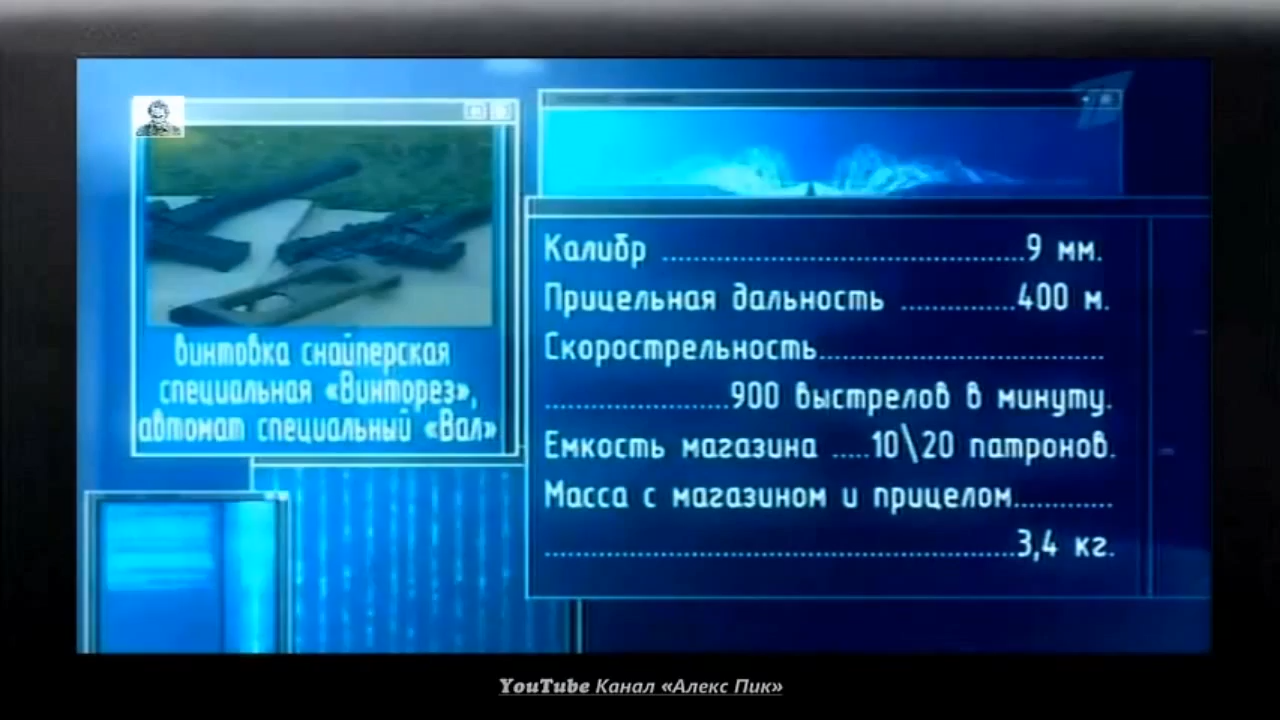 винтовка снайперская
специальная «Винторез»,
автомат специальный «Вал»
Калибр ......................................9 мм.
Прицельная дальность ............400 м.
Скорострельность..............................
...................900 выстрелов в минуту.
Емкость магазина .....10\20 патронов.
Масса с магазином и прицелом...........
.................................................3,4 кг.
YouTube Канал «Алекс Пик»